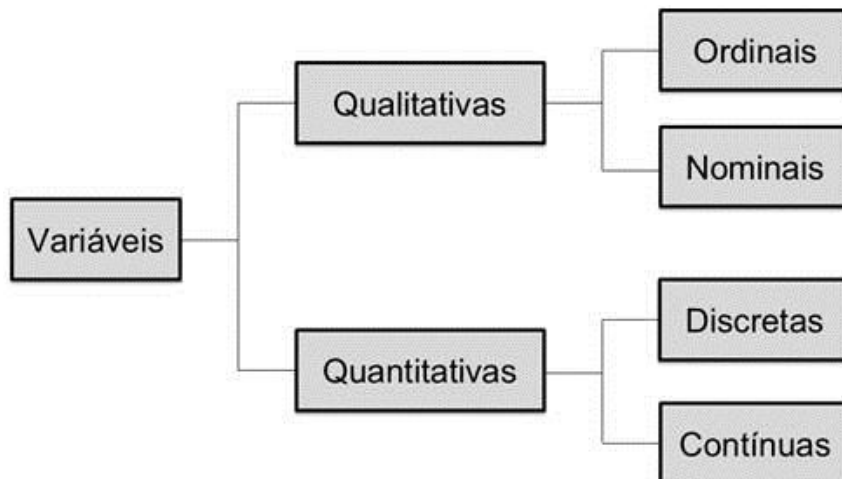 Variáveis
Qualitativas
Ordinais
Nominais
Quantitativas
Discretas
Contínuas